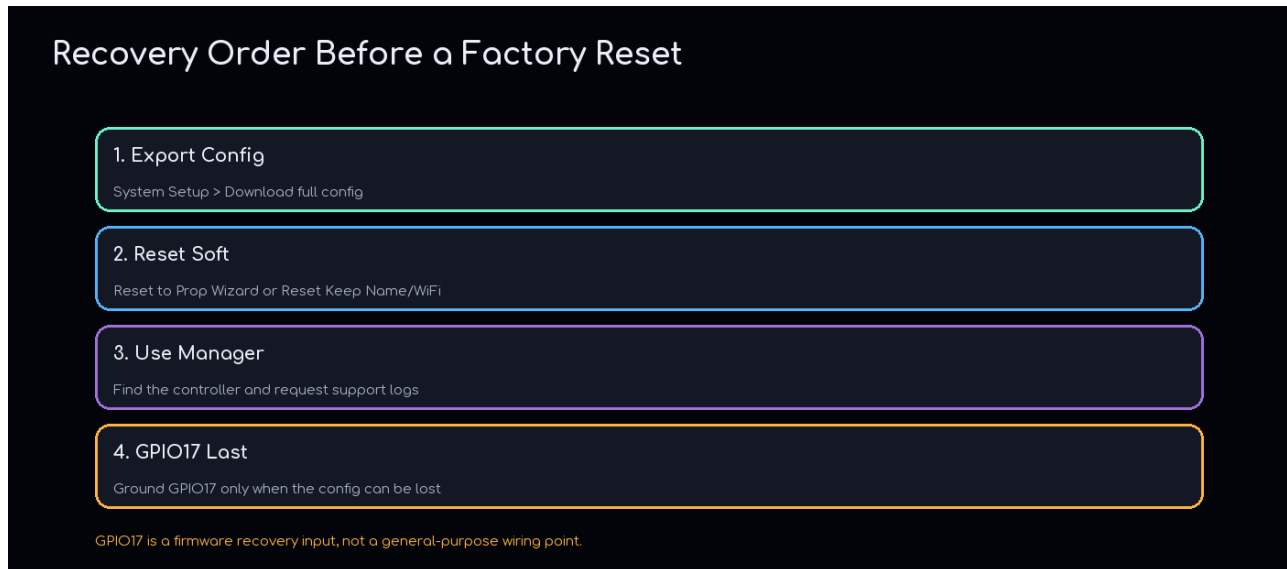 Recovery Order Before a Factory Reset
1. Export Config
System Setup > Download full config
2. Reset Soft
Reset to Prop Wizard or Reset Keep Name/WiFi
3. Use Manager
Find the controller and request support logs
4. GPIO17 Last
Ground GPIO17 only when the config can be lost
GPIO17 is a firmware recovery input, not a general-purpose wiring point.